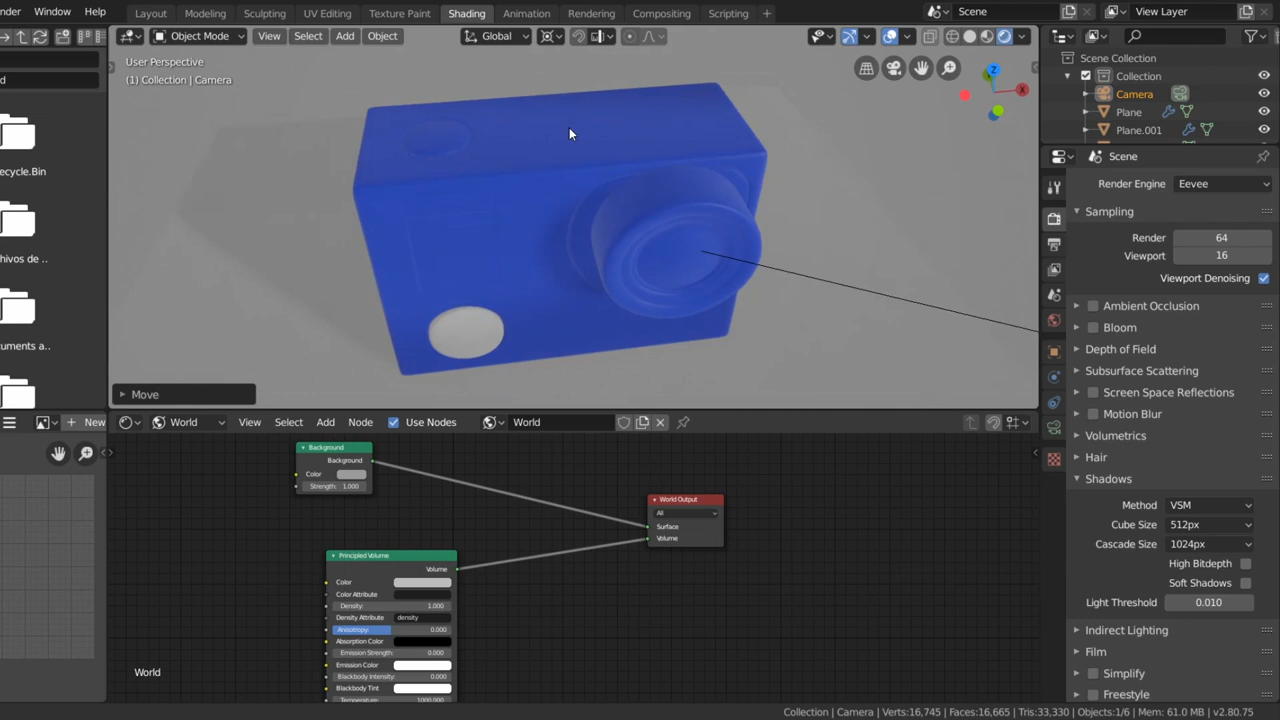 nder Window Help Layout Modeling Sculpting UV Editing Texture Paint Shading Animation Rendering Compositing Scripting + Scene View Layer
Object Mode View Select Add Object Global
User Perspective
(1) Collection | Camera
Z
X
Move
d
ecycle.Bin
rchivos de ..
cuments a..
Scene Collection
Collection
Camera
Plane
Plane.001
Scene
Render Engine Eevee
Sampling
Render 64
Viewport 16
Viewport Denoising
Ambient Occlusion
Bloom
Depth of Field
Subsurface Scattering
Screen Space Reflections
Motion Blur
Volumetrics
Hair
Shadows
Method VSM
Cube Size 512px
Cascade Size 1024px
High Bitdepth
Soft Shadows
Light Threshold 0.010
Indirect Lighting
Film
Simplify
Freestyle
+ New
World View Select Add Node Use Nodes World
Background
Background
Color
Strength: 1.000
World Output
All
Surface
Volume
Principled Volume
Volume
Color
Color Attribute
Density: 1.000
Density Attribute density
Anisotropy: 0.000
Absorption Color
Emission Strength: 0.000
Emission Color
Blackbody Intensity: 0.000
Blackbody Tint
Temperature: 1000.000
World
Collection | Camera | Verts:16,745 | Faces:16,665 | Tris:33,330 | Objects:1/6 | Mem: 61.0 MB | v2.80.75